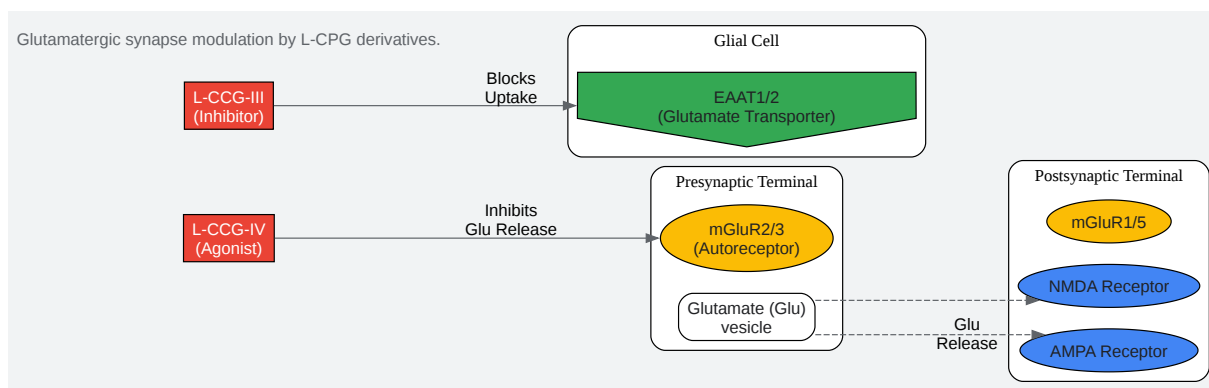 Glutamatergic synapse modulation by L-CPG derivatives.
Glial Cell
L-CCG-III
(Inhibitor)
Blocks
Uptake
EAAT1/2
(Glutamate Transporter)
Presynaptic Terminal
Postsynaptic Terminal
L-CCG-IV
(Agonist)
Inhibits
Glu Release
mGluR2/3
(Autoreceptor)
mGluR1/5
Glutamate (Glu)
vesicle
Glu
Release
NMDA Receptor
AMPA Receptor